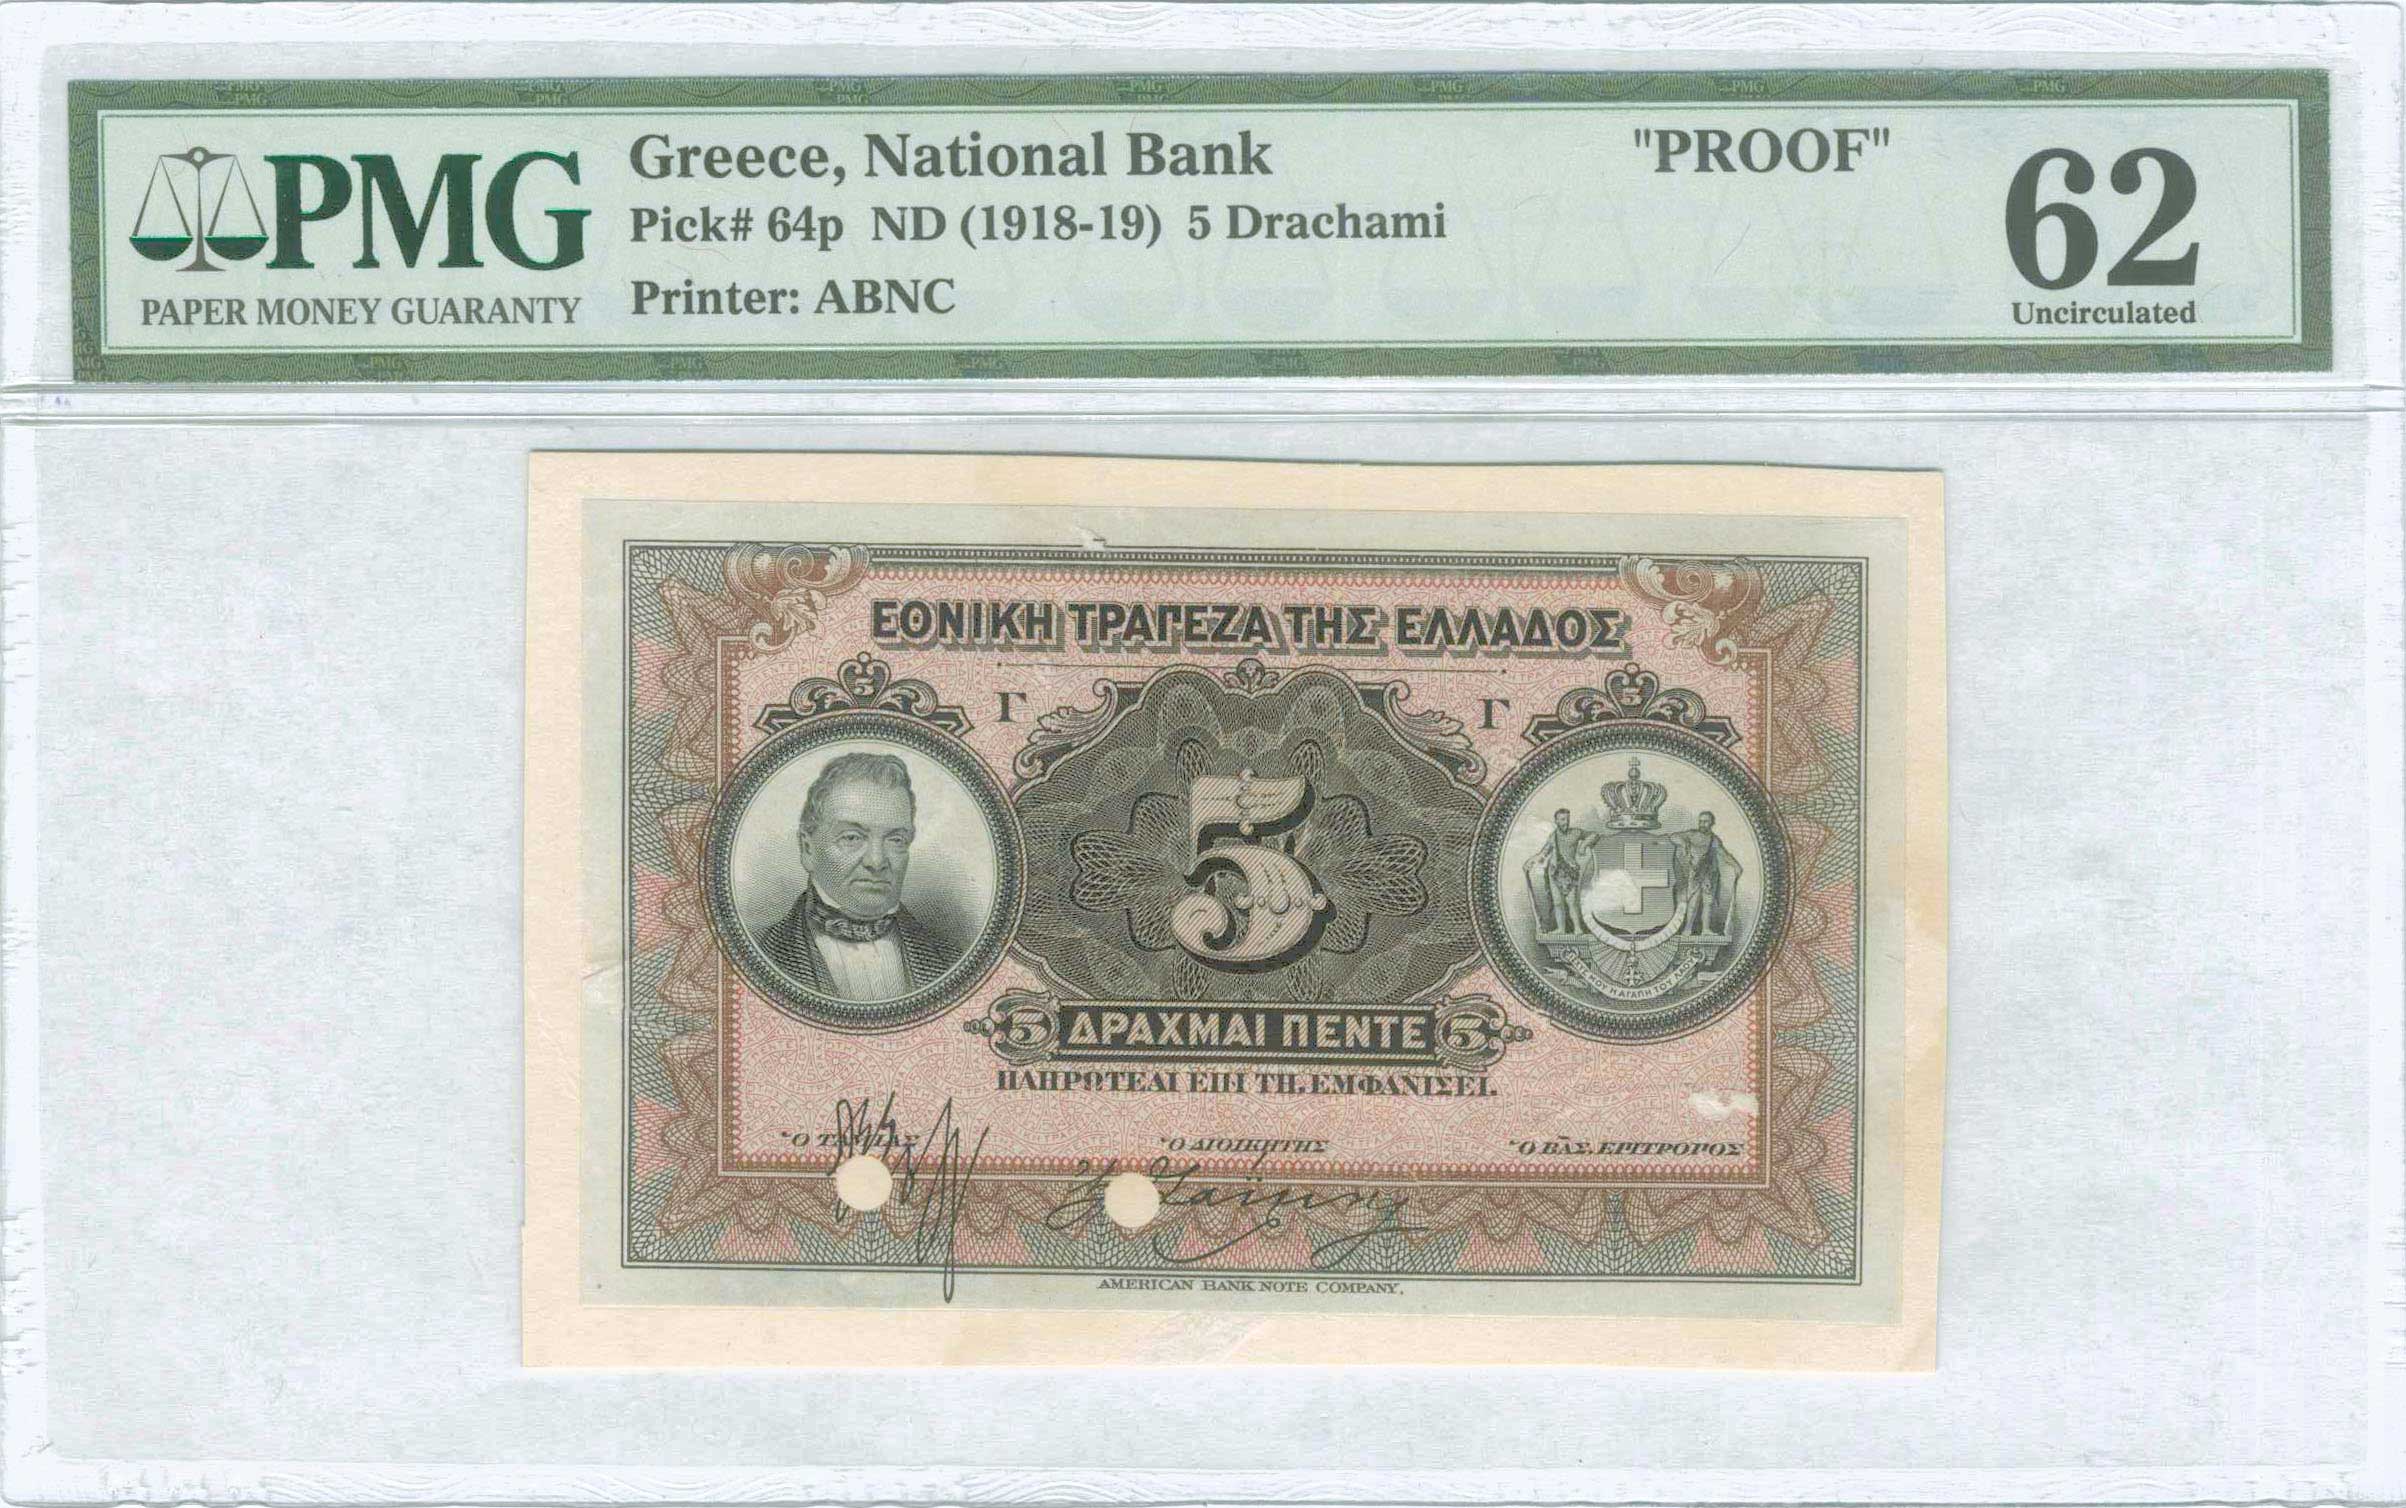 PMG
PAPER MONEY GUARANTY
Greece, National Bank
Pick# 64p ND (1918-19) 5 Drachami
Printer: ABNC
"PROOF"
62
Uncirculated
ΕΘΝΙΚΗ ΤΡΑΠΕΖΑ ΤΗΣ ΕΛΛΑΔΟΣ
Γ Γ
5 5
5
5 ΔΡΑΧΜΑΙ ΠΕΝΤΕ 5
ΠΛΗΡΩΤΕΑΙ ΕΠΙ ΤΗ, ΕΜΦΑΝΙΣΕΙ.
Ὁ ΤΑΜΙΑΣ Ὁ ΔΙΟΙΚΗΤΗΣ Ὁ ΒΑΣ. ΕΠΙΤΡΟΠΟΣ
AMERICAN BANK NOTE COMPANY.